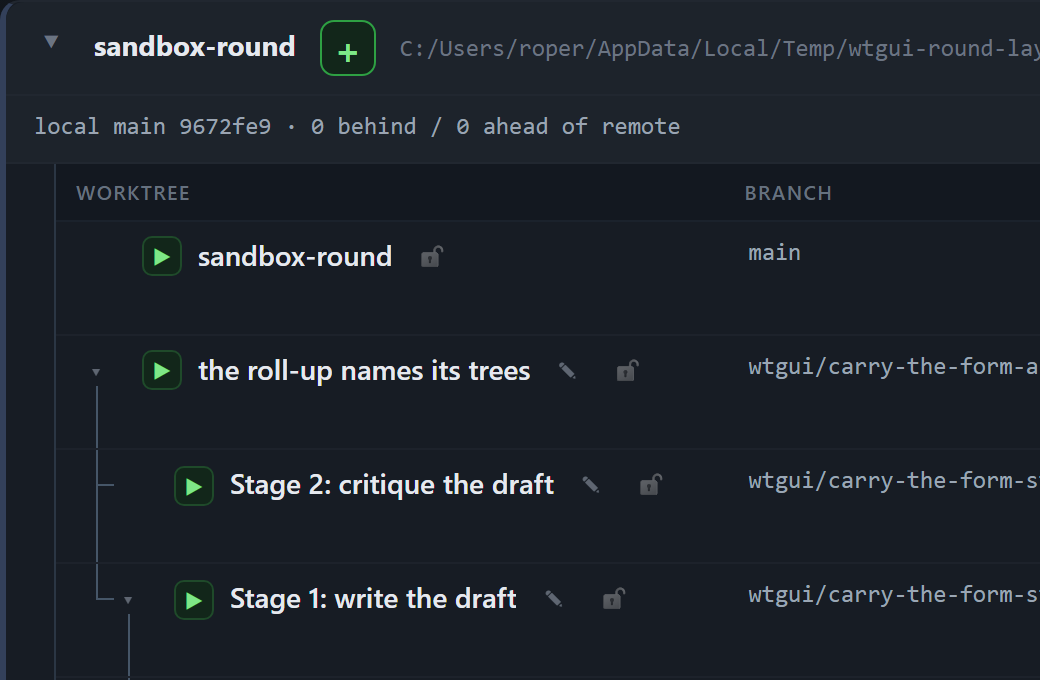 sandbox-round + C:/Users/roper/AppData/Local/Temp/wtgui-round-lay
local main 9672fe9 · 0 behind / 0 ahead of remote
WORKTREE BRANCH
sandbox-round main
the roll-up names its trees wtgui/carry-the-form-a
Stage 2: critique the draft wtgui/carry-the-form-s
Stage 1: write the draft wtgui/carry-the-form-s